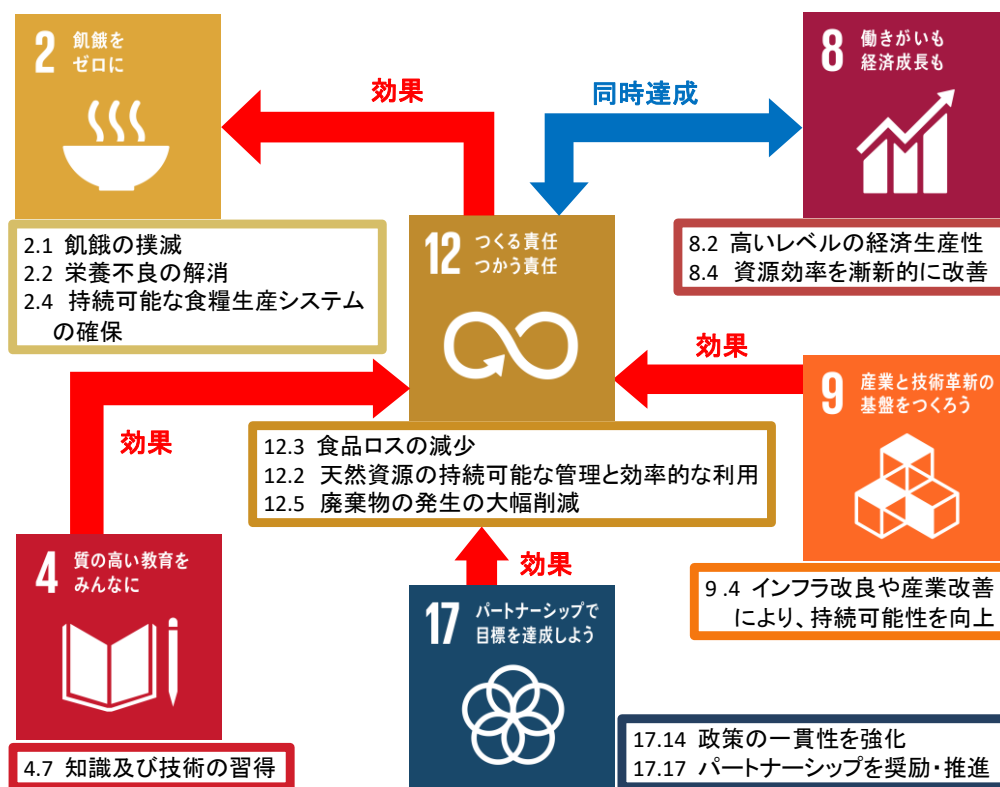 2 飢餓を
ゼロに
効果
同時達成
8 働きがいも
経済成長も
2.1 飢餓の撲滅
2.2 栄養不良の解消
2.4 持続可能な食糧生産システム
の確保
12 つくる責任
つかう責任
8.2 高いレベルの経済生産性
8.4 資源効率を漸新的に改善
効果
9 産業と技術革新の
基盤をつくろう
効果
12.3 食品ロスの減少
12.2 天然資源の持続可能な管理と効率的な利用
12.5 廃棄物の発生の大幅削減
4 質の高い教育を
みんなに
効果
17 パートナーシップで
目標を達成しよう
9 .4 インフラ改良や産業改善
により、持続可能性を向上
4.7 知識及び技術の習得
17.14 政策の一貫性を強化
17.17 パートナーシップを奨励・推進